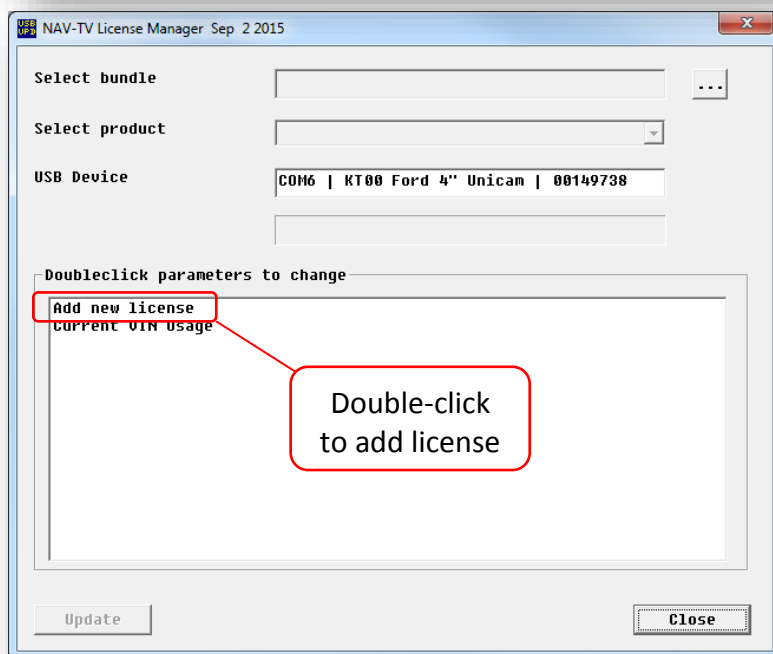 USB UPD NAV-TV License Manager Sep 2 2015
Select bundle
...
Select product
USB Device
COM6 | KT00 Ford 4" Unicam | 00149738
Doubleclick parameters to change
Add new license
Current VIN Usage
Double-click
to add license
Update
Close